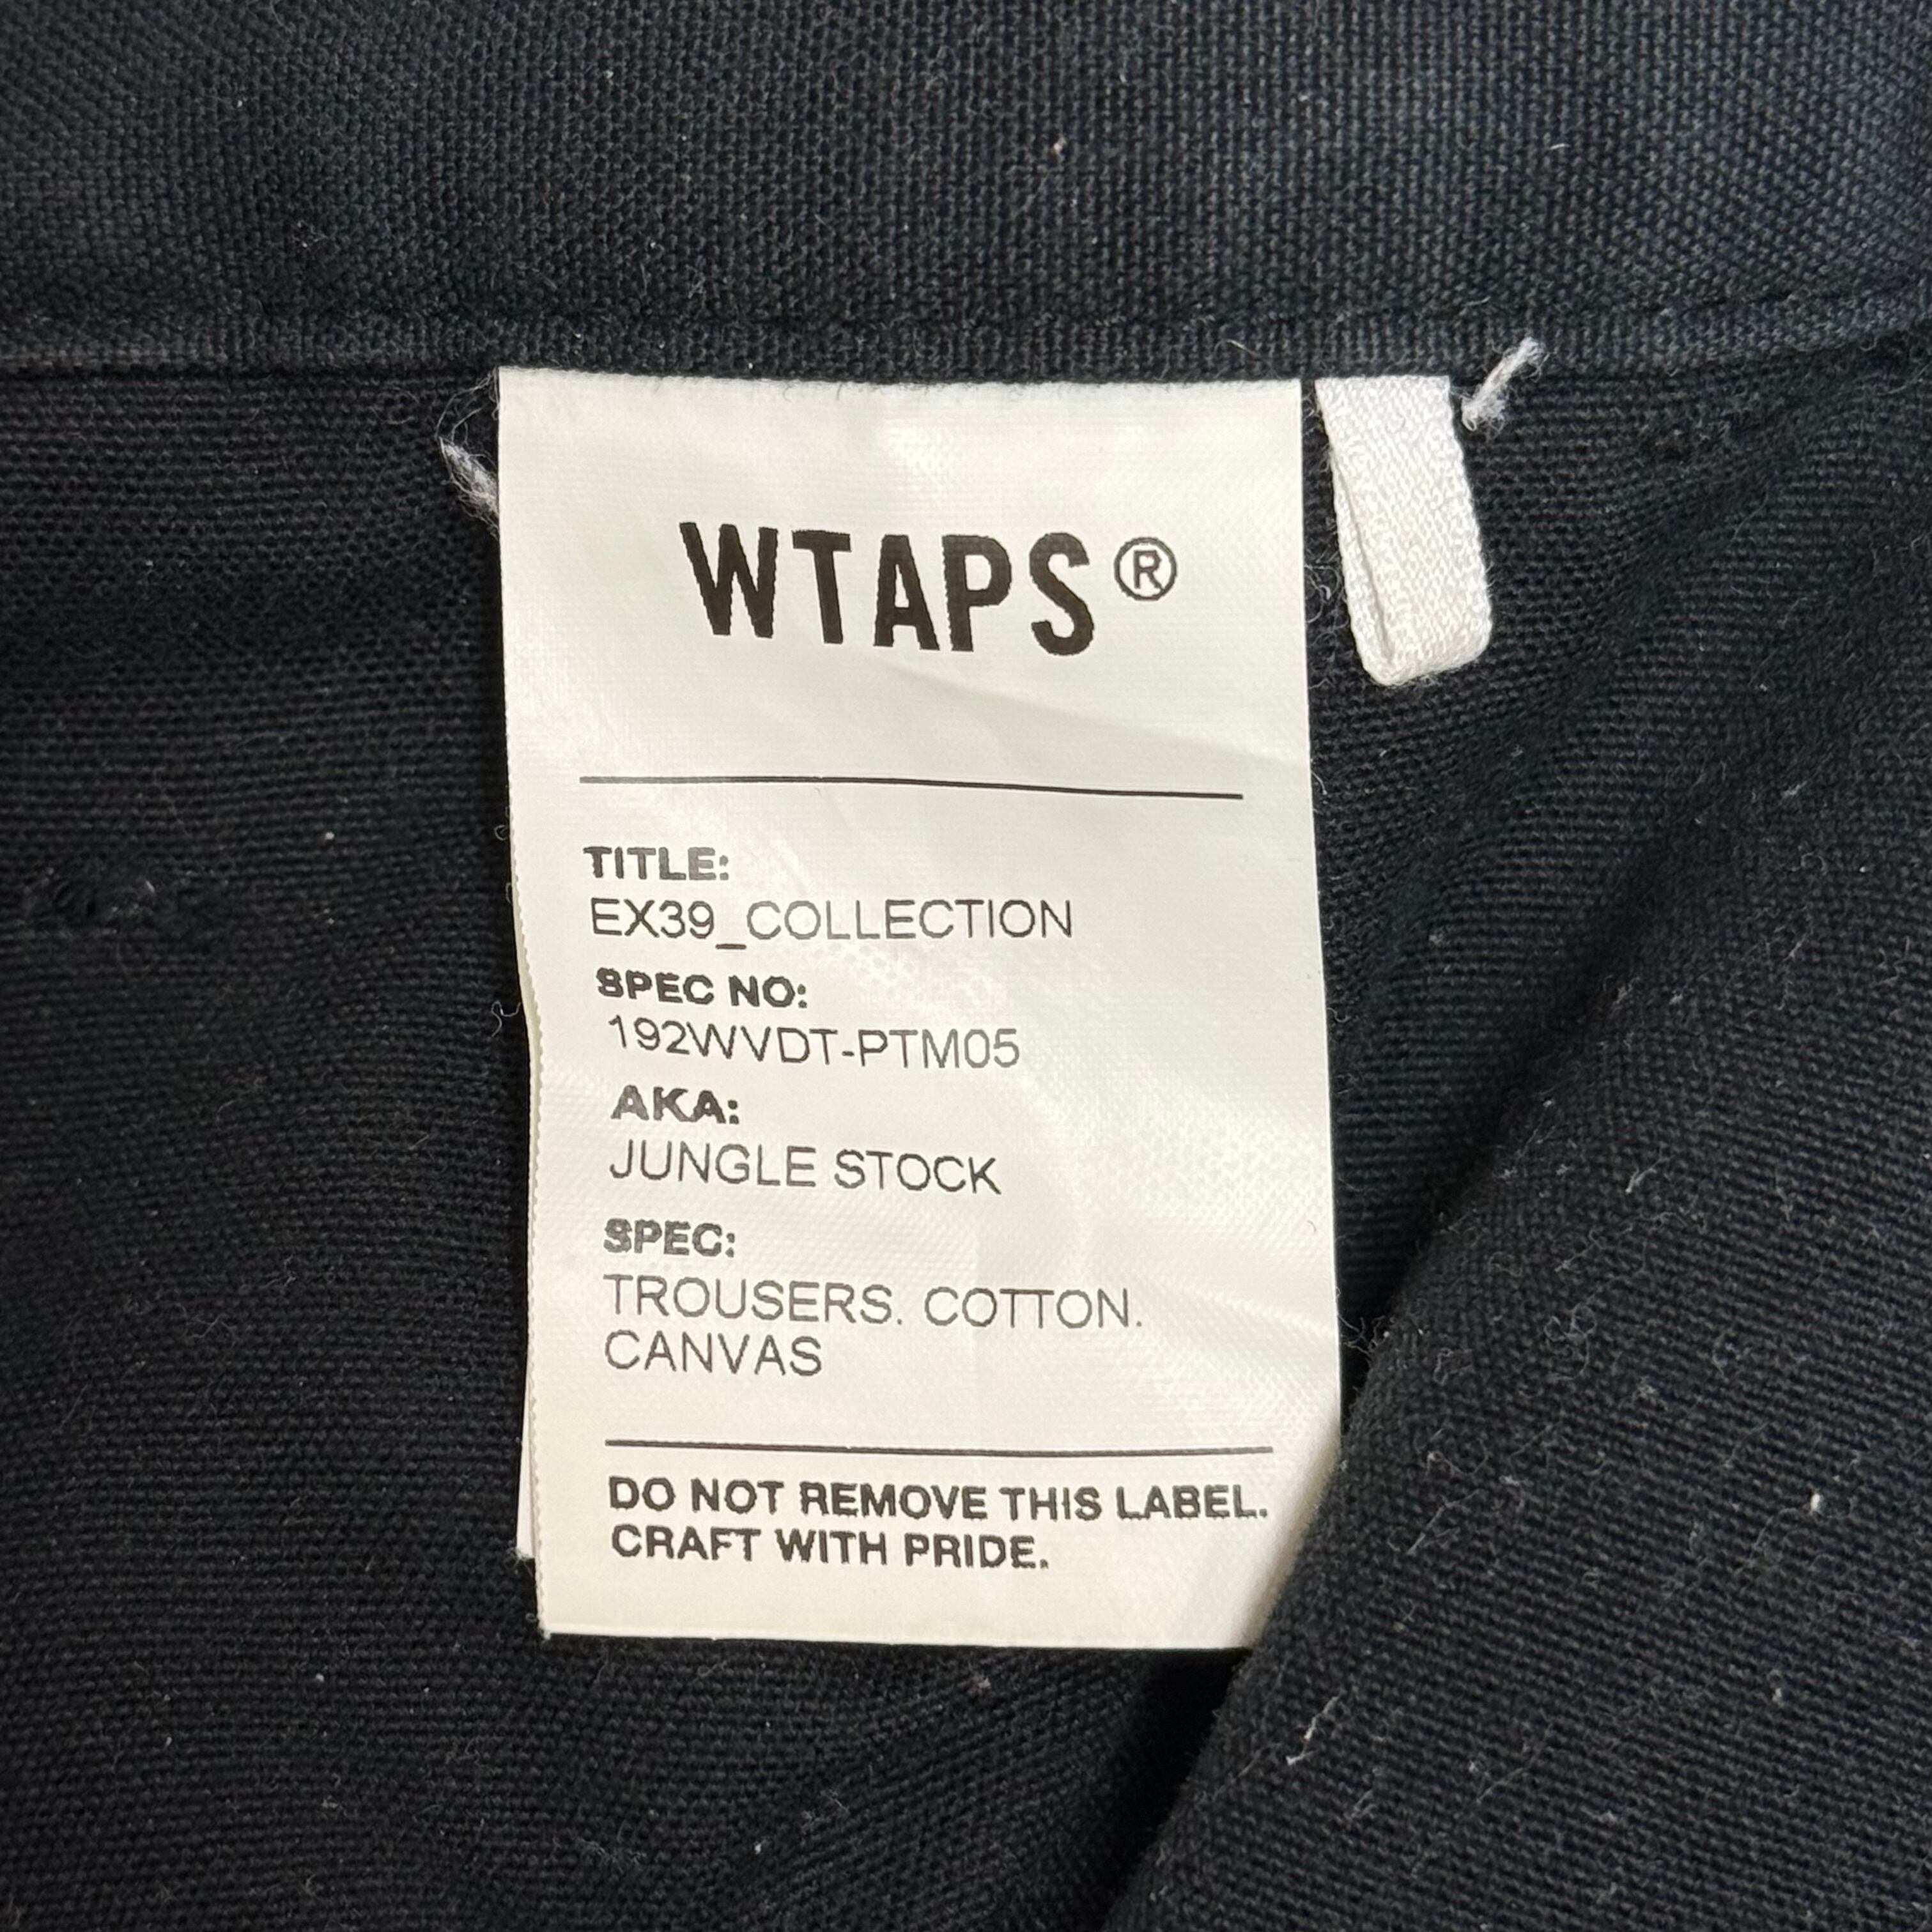 WTAPS®
TITLE:
EX39_COLLECTION
SPEC NO:
192WVDT-PTM05
AKA:
JUNGLE STOCK
SPEC:
TROUSERS. COTTON.
CANVAS
DO NOT REMOVE THIS LABEL.
CRAFT WITH PRIDE.